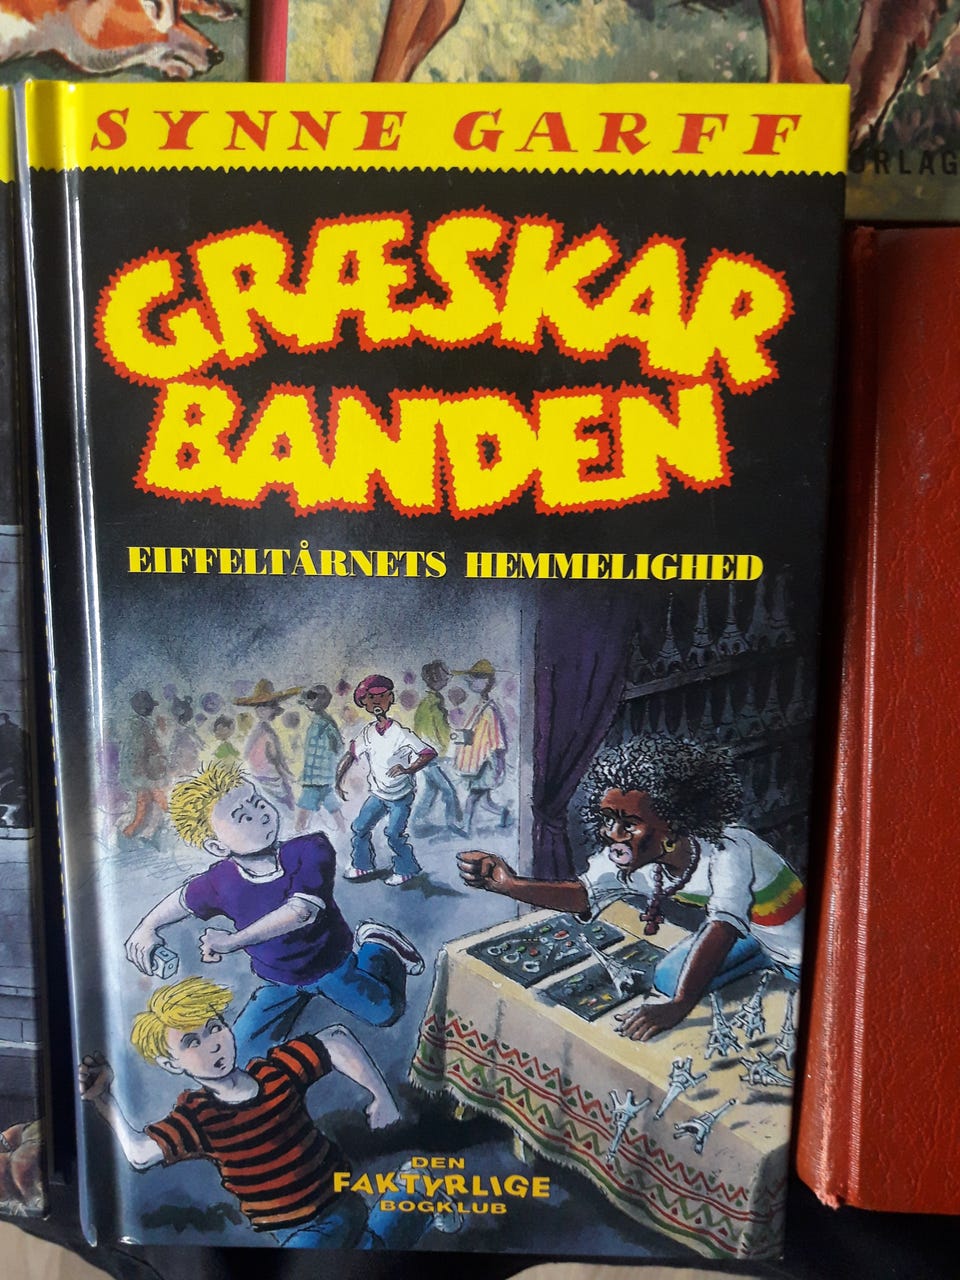 SYNNE GARFF
GRÆSKAR
BANDEN
EIFFELTÅRNETS HEMMELIGHED
DEN
FAKTYRLIGE
BOGKLUB